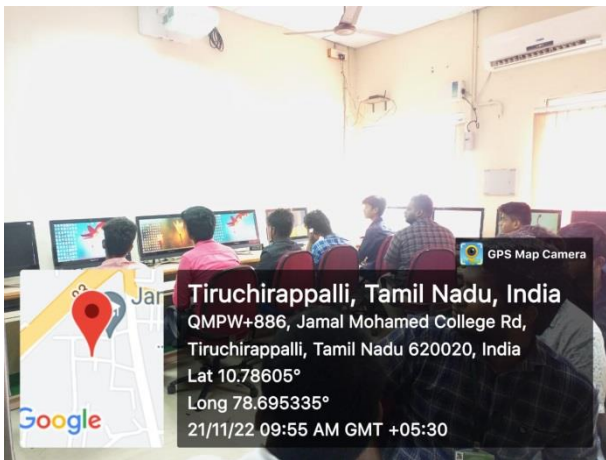 GPS Map Camera
Jar
Tiruchirappalli, Tamil Nadu, India
QMPW+886, Jamal Mohamed College Rd,
Tiruchirappalli, Tamil Nadu 620020, India
Lat 10.78605°
Long 78.695335°
21/11/22 09:55 AM GMT +05:30
Google